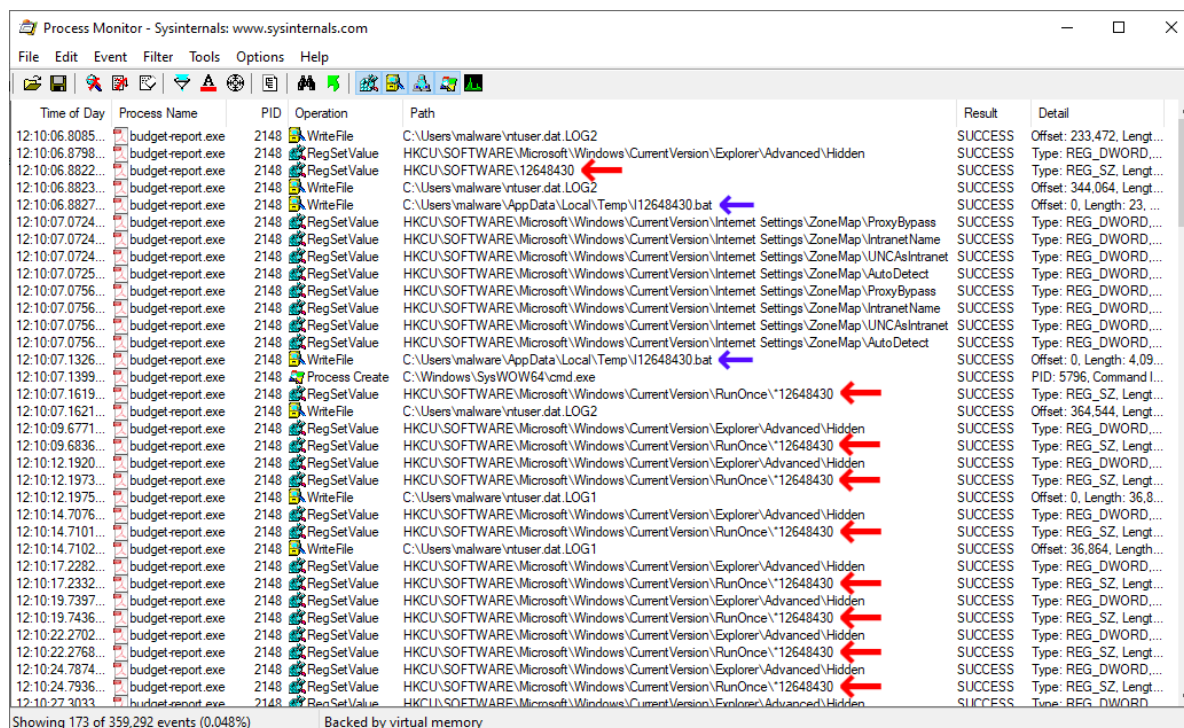 Process Monitor - Sysinternals: www.sysinternals.com
File Edit Event Filter Tools Options Help
Time of Day Process Name PID Operation Path Result Detail
12:10:06.8085... budget-report.exe 2148 WriteFile C:\Users\malware\ntuser.dat.LOG2 SUCCESS Offset: 233,472, Lengt...
12:10:06.8798... budget-report.exe 2148 RegSetValue HKCU\SOFTWARE\Microsoft\Windows\CurrentVersion\Explorer\Advanced\Hidden SUCCESS Type: REG_DWORD,...
12:10:06.8822... budget-report.exe 2148 RegSetValue HKCU\SOFTWARE\12648430 SUCCESS Type: REG_SZ, Lengt...
12:10:06.8823... budget-report.exe 2148 WriteFile C:\Users\malware\ntuser.dat.LOG2 SUCCESS Offset: 344,064, Lengt...
12:10:06.8827... budget-report.exe 2148 WriteFile C:\Users\malware\AppData\Local\Temp\I12648430.bat SUCCESS Offset: 0, Length: 23, ...
12:10:07.0724... budget-report.exe 2148 RegSetValue HKCU\SOFTWARE\Microsoft\Windows\CurrentVersion\Internet Settings\ZoneMap\ProxyBypass SUCCESS Type: REG_DWORD,...
12:10:07.0724... budget-report.exe 2148 RegSetValue HKCU\SOFTWARE\Microsoft\Windows\CurrentVersion\Internet Settings\ZoneMap\IntranetName SUCCESS Type: REG_DWORD,...
12:10:07.0724... budget-report.exe 2148 RegSetValue HKCU\SOFTWARE\Microsoft\Windows\CurrentVersion\Internet Settings\ZoneMap\UNCAsIntranet SUCCESS Type: REG_DWORD,...
12:10:07.0725... budget-report.exe 2148 RegSetValue HKCU\SOFTWARE\Microsoft\Windows\CurrentVersion\Internet Settings\ZoneMap\AutoDetect SUCCESS Type: REG_DWORD,...
12:10:07.0756... budget-report.exe 2148 RegSetValue HKCU\SOFTWARE\Microsoft\Windows\CurrentVersion\Internet Settings\ZoneMap\ProxyBypass SUCCESS Type: REG_DWORD,...
12:10:07.0756... budget-report.exe 2148 RegSetValue HKCU\SOFTWARE\Microsoft\Windows\CurrentVersion\Internet Settings\ZoneMap\IntranetName SUCCESS Type: REG_DWORD,...
12:10:07.0756... budget-report.exe 2148 RegSetValue HKCU\SOFTWARE\Microsoft\Windows\CurrentVersion\Internet Settings\ZoneMap\UNCAsIntranet SUCCESS Type: REG_DWORD,...
12:10:07.0756... budget-report.exe 2148 RegSetValue HKCU\SOFTWARE\Microsoft\Windows\CurrentVersion\Internet Settings\ZoneMap\AutoDetect SUCCESS Type: REG_DWORD,...
12:10:07.1326... budget-report.exe 2148 WriteFile C:\Users\malware\AppData\Local\Temp\I12648430.bat SUCCESS Offset: 0, Length: 4,09...
12:10:07.1399... budget-report.exe 2148 Process Create C:\Windows\SysWOW64\cmd.exe SUCCESS PID: 5796, Command l...
12:10:07.1619... budget-report.exe 2148 RegSetValue HKCU\SOFTWARE\Microsoft\Windows\CurrentVersion\RunOnce\*12648430 SUCCESS Type: REG_SZ, Lengt...
12:10:07.1621... budget-report.exe 2148 WriteFile C:\Users\malware\ntuser.dat.LOG2 SUCCESS Offset: 364,544, Lengt...
12:10:09.6771... budget-report.exe 2148 RegSetValue HKCU\SOFTWARE\Microsoft\Windows\CurrentVersion\Explorer\Advanced\Hidden SUCCESS Type: REG_DWORD,...
12:10:09.6836... budget-report.exe 2148 RegSetValue HKCU\SOFTWARE\Microsoft\Windows\CurrentVersion\RunOnce\*12648430 SUCCESS Type: REG_SZ, Lengt...
12:10:12.1920... budget-report.exe 2148 RegSetValue HKCU\SOFTWARE\Microsoft\Windows\CurrentVersion\Explorer\Advanced\Hidden SUCCESS Type: REG_DWORD,...
12:10:12.1973... budget-report.exe 2148 RegSetValue HKCU\SOFTWARE\Microsoft\Windows\CurrentVersion\RunOnce\*12648430 SUCCESS Type: REG_SZ, Lengt...
12:10:12.1975... budget-report.exe 2148 WriteFile C:\Users\malware\ntuser.dat.LOG1 SUCCESS Offset: 0, Length: 36,8...
12:10:14.7076... budget-report.exe 2148 RegSetValue HKCU\SOFTWARE\Microsoft\Windows\CurrentVersion\Explorer\Advanced\Hidden SUCCESS Type: REG_DWORD,...
12:10:14.7101... budget-report.exe 2148 RegSetValue HKCU\SOFTWARE\Microsoft\Windows\CurrentVersion\RunOnce\*12648430 SUCCESS Type: REG_SZ, Lengt...
12:10:14.7102... budget-report.exe 2148 WriteFile C:\Users\malware\ntuser.dat.LOG1 SUCCESS Offset: 36,864, Length...
12:10:17.2282... budget-report.exe 2148 RegSetValue HKCU\SOFTWARE\Microsoft\Windows\CurrentVersion\Explorer\Advanced\Hidden SUCCESS Type: REG_DWORD,...
12:10:17.2332... budget-report.exe 2148 RegSetValue HKCU\SOFTWARE\Microsoft\Windows\CurrentVersion\RunOnce\*12648430 SUCCESS Type: REG_SZ, Lengt...
12:10:19.7397... budget-report.exe 2148 RegSetValue HKCU\SOFTWARE\Microsoft\Windows\CurrentVersion\Explorer\Advanced\Hidden SUCCESS Type: REG_DWORD,...
12:10:19.7436... budget-report.exe 2148 RegSetValue HKCU\SOFTWARE\Microsoft\Windows\CurrentVersion\RunOnce\*12648430 SUCCESS Type: REG_SZ, Lengt...
12:10:22.2702... budget-report.exe 2148 RegSetValue HKCU\SOFTWARE\Microsoft\Windows\CurrentVersion\Explorer\Advanced\Hidden SUCCESS Type: REG_DWORD,...
12:10:22.2768... budget-report.exe 2148 RegSetValue HKCU\SOFTWARE\Microsoft\Windows\CurrentVersion\RunOnce\*12648430 SUCCESS Type: REG_SZ, Lengt...
12:10:24.7874... budget-report.exe 2148 RegSetValue HKCU\SOFTWARE\Microsoft\Windows\CurrentVersion\Explorer\Advanced\Hidden SUCCESS Type: REG_DWORD,...
12:10:24.7936... budget-report.exe 2148 RegSetValue HKCU\SOFTWARE\Microsoft\Windows\CurrentVersion\RunOnce\*12648430 SUCCESS Type: REG_SZ, Lengt...
12:10:27.3033... budget-report.exe 2148 RegSetValue HKCU\SOFTWARE\Microsoft\Windows\CurrentVersion\Explorer\Advanced\Hidden SUCCESS Type: REG_DWORD,...
Showing 173 of 359,292 events (0.048%) Backed by virtual memory